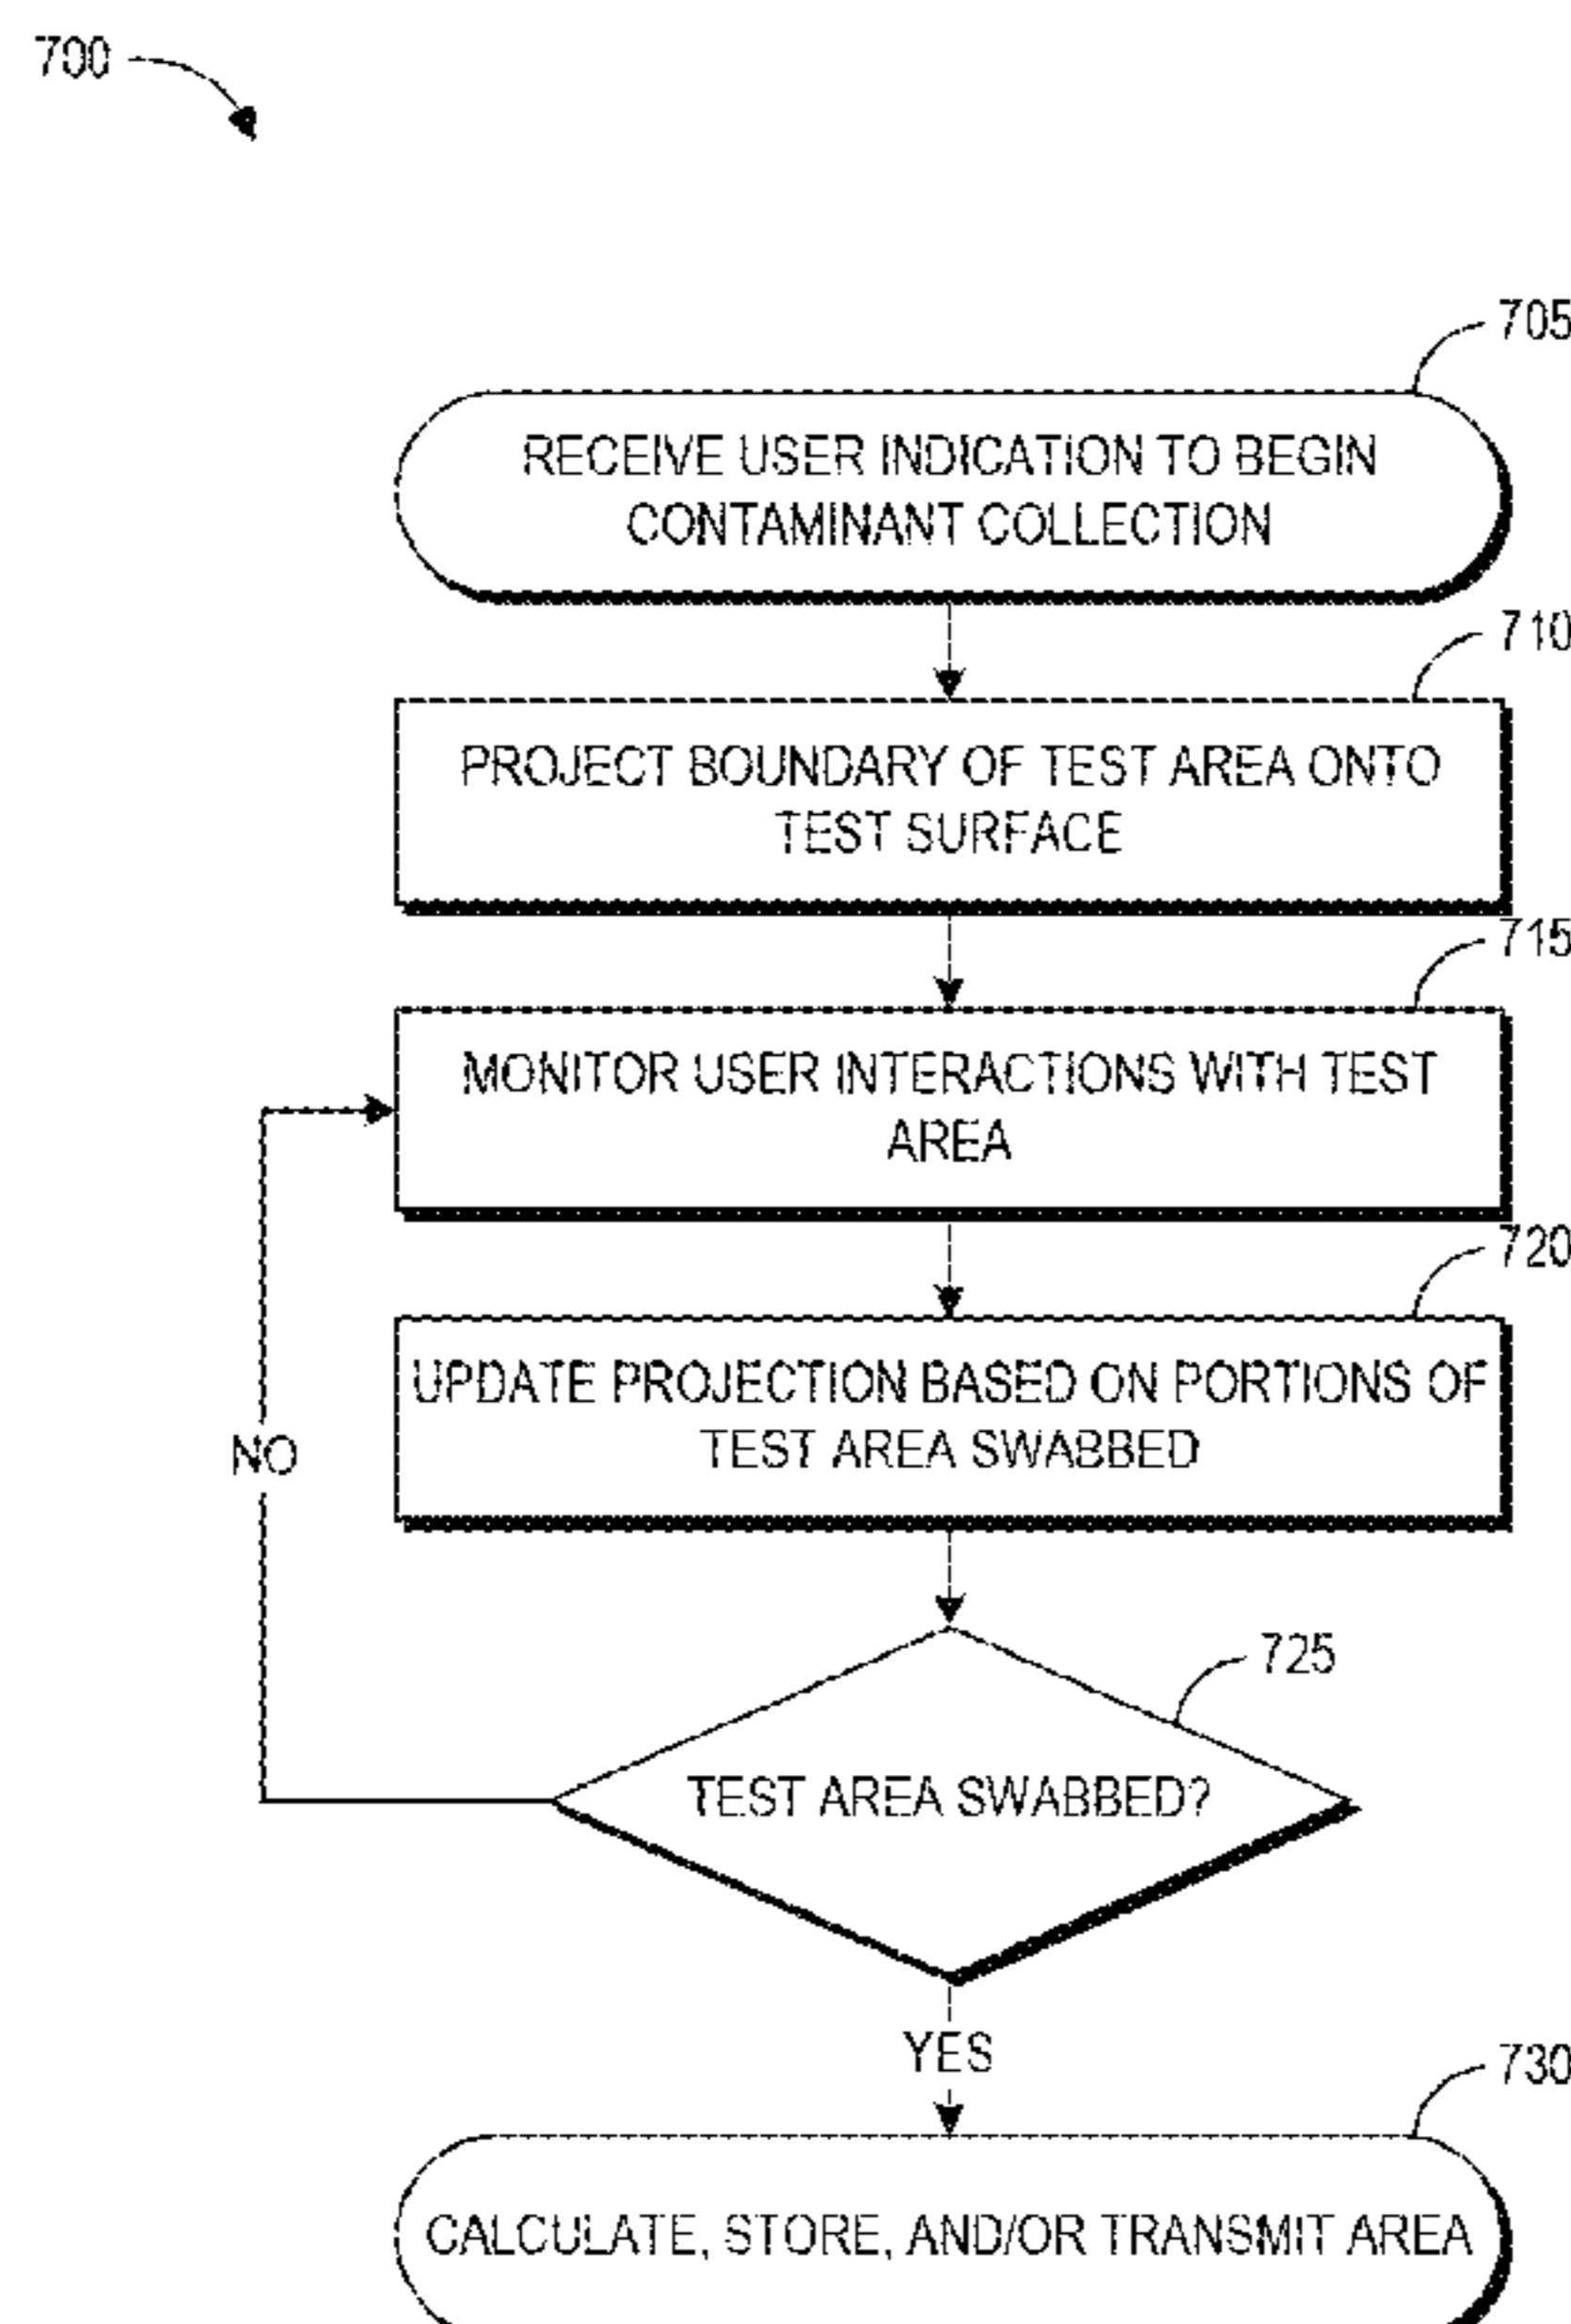 700
705
RECEIVE USER INDICATION TO BEGIN
CONTAMINANT COLLECTION
710
PROJECT BOUNDARY OF TEST AREA ONTO
TEST SURFACE
715
MONITOR USER INTERACTIONS WITH TEST
AREA
720
UPDATE PROJECTION BASED ON PORTIONS OF
TEST AREA SWABBED
NO
725
TEST AREA SWABBED?
YES
730
CALCULATE, STORE, AND/OR TRANSMIT AREA